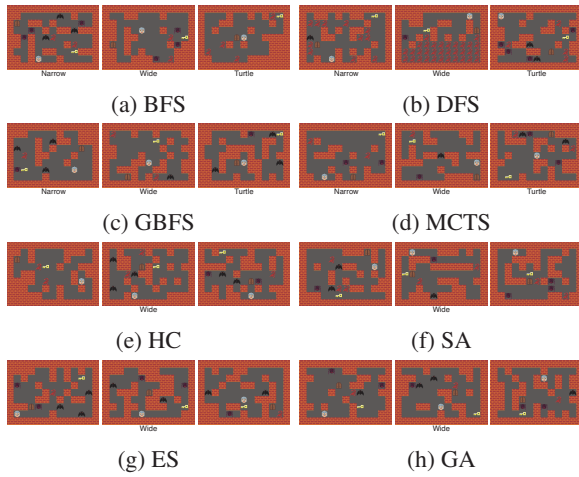 Narrow Wide Turtle Narrow Wide Turtle
(a) BFS (b) DFS
Narrow Wide Turtle Narrow Wide Turtle
(c) GBFS (d) MCTS
Wide Wide
(e) HC (f) SA
Wide Wide
(g) ES (h) GA